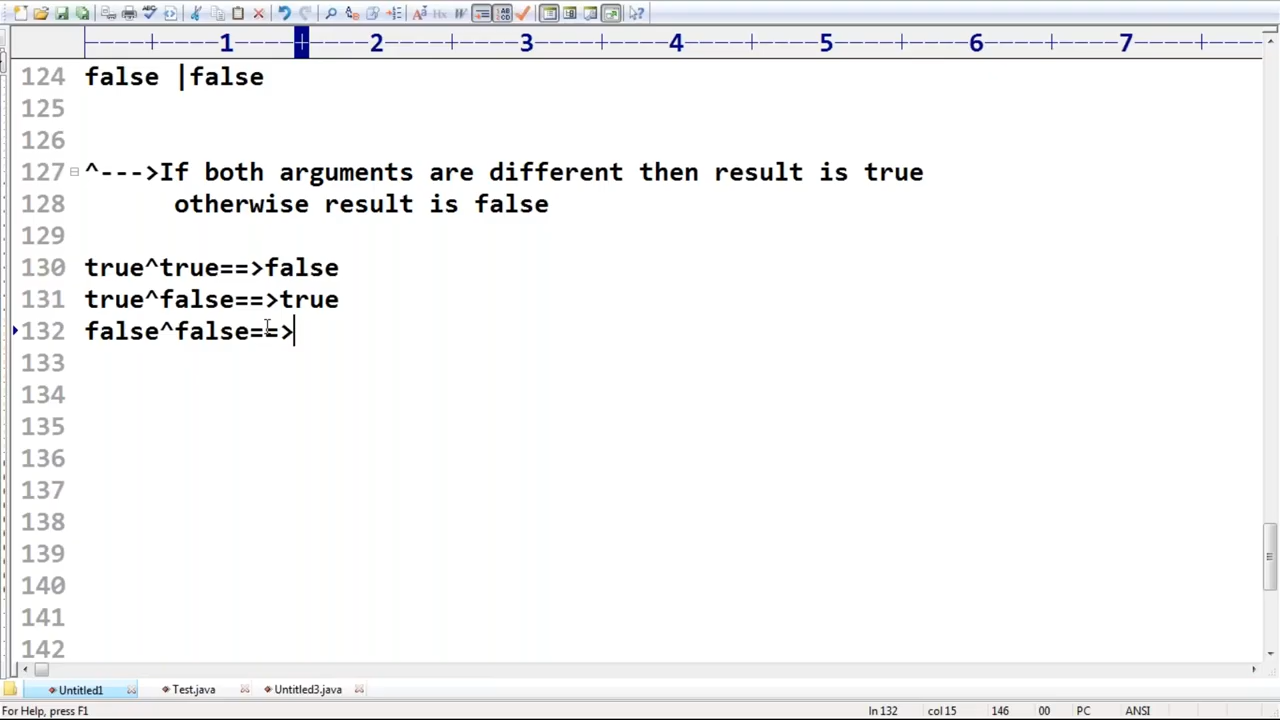 1 2 3 4 5 6 7
124 false |false
125
126
127 ^--->If both arguments are different then result is true
128 otherwise result is false
129
130 true^true==>false
131 true^false==>true
132 false^false==>
133
134
135
136
137
138
139
140
141
142
Untitled1 Test.java Untitled3.java
For Help, press F1 ln 132 col 15 146 00 PC ANSI